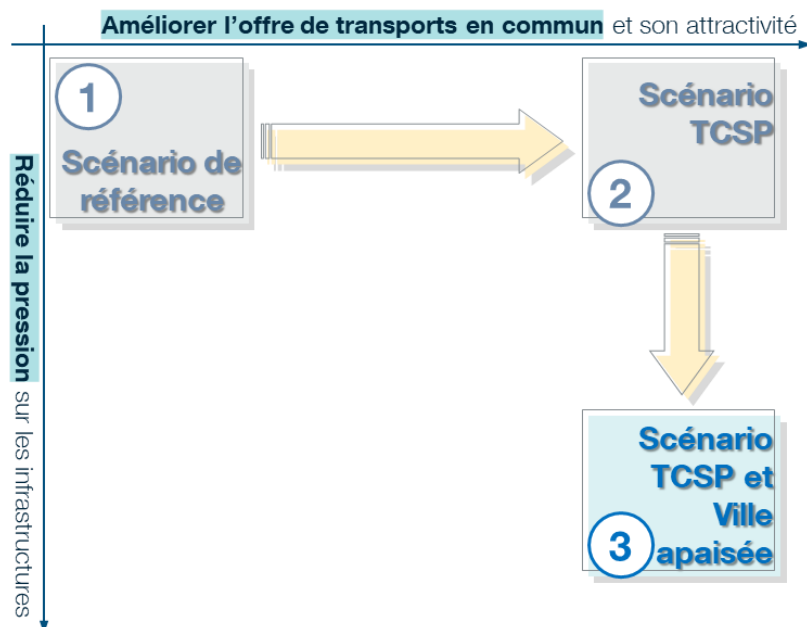 Améliorer l’offre de transports en commun et son attractivité
Réduire la pression sur les infrastructures
1
Scénario de
référence
Scénario
TCSP
2
Scénario
TCSP et
Ville
apaisée
3